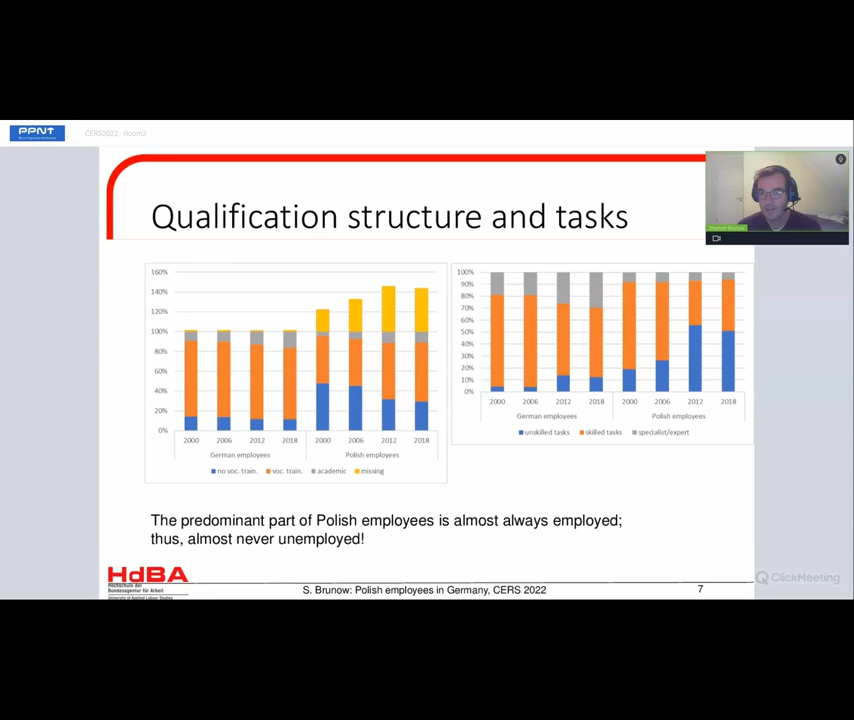 PPNT
CERS2022 - Room3
Qualification structure and tasks
160%
140%
120%
100%
80%
60%
40%
20%
0%
2000 2006 2012 2018 2000 2006 2012 2018
German employees Polish employees
no voc. train. voc. train. academic missing
100%
90%
80%
70%
60%
50%
40%
30%
20%
10%
0%
2000 2006 2012 2018 2000 2006 2012 2018
German employees Polish employees
unskilled tasks skilled tasks specialist/expert
The predominant part of Polish employees is almost always employed;
thus, almost never unemployed!
HdBA
Hochschule der
Bundesagentur für Arbeit
University of Applied Labour Studies
S. Brunow: Polish employees in Germany, CERS 2022
7
ClickMeeting